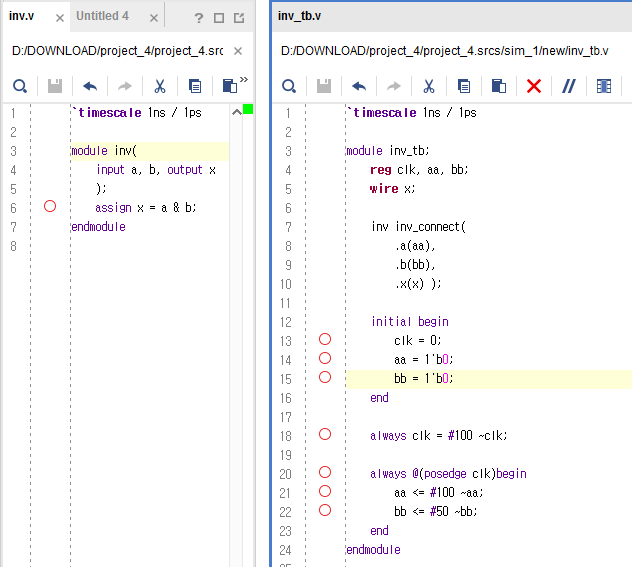 inv.v × Untitled 4 × ?
D:/DOWNLOAD/project_4/project_4.src ×
»
1 `timescale 1ns / 1ps
2
3 module inv(
4 input a, b, output x
5 );
6 assign x = a & b;
7 endmodule
8
inv_tb.v
D:/DOWNLOAD/project_4/project_4.srcs/sim_1/new/inv_tb.v
//
1 `timescale 1ns / 1ps
2
3 module inv_tb;
4 reg clk, aa, bb;
5 wire x;
6
7 inv inv_connect(
8 .a(aa),
9 .b(bb),
10 .x(x) );
11
12 initial begin
13 clk = 0;
14 aa = 1'b0;
15 bb = 1'b0;
16 end
17
18 always clk = #100 ~clk;
19
20 always @(posedge clk)begin
21 aa <= #100 ~aa;
22 bb <= #50 ~bb;
23 end
24 endmodule